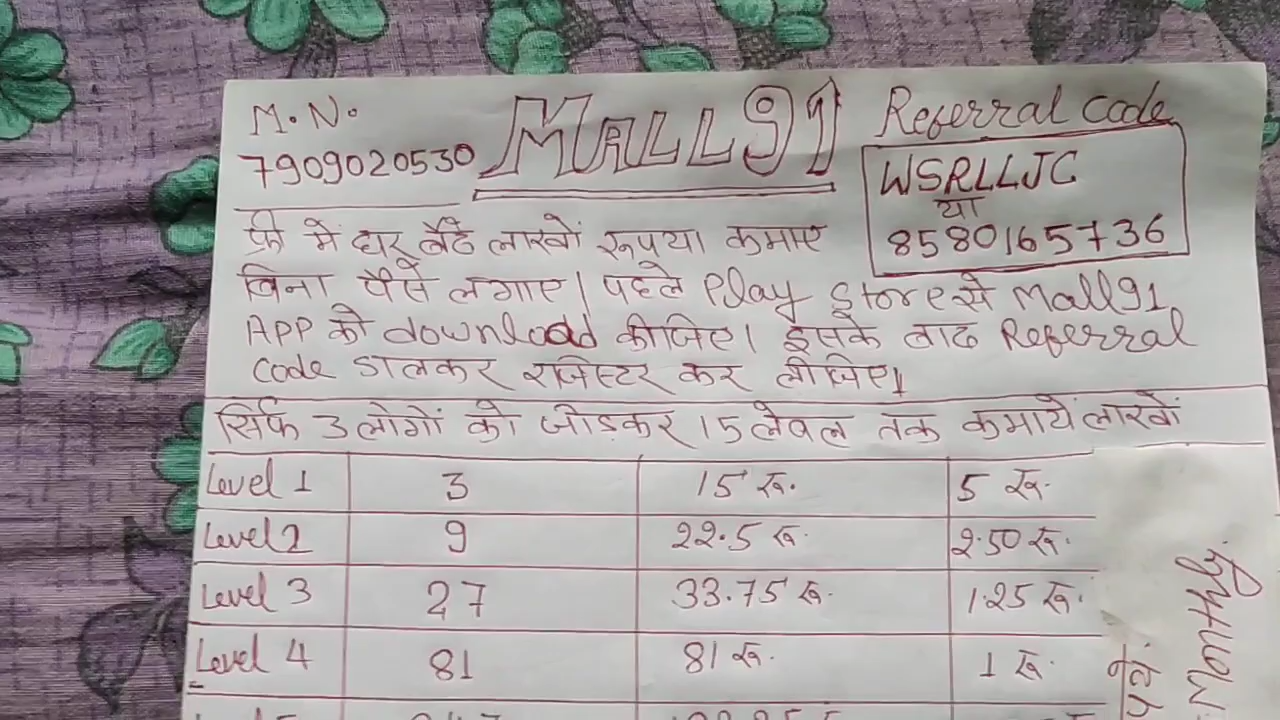 M. N.
7909020530
MALL91
Referral Code
WSRLLJC
या
8580165736
फ्री में घर बैठे लाखों रूपया कमाए
बिना पैसे लगाए। पहले Play Store से Mall91
APP को download कीजिए। इसके बाद Referral
Code डालकर रजिस्टर कर लीजिए।
सिर्फ 3 लोगों को जोड़कर 15 लेवल तक कमायें लाखों
Level 1 3 15 रू. 5 रू.
Level 2 9 22.5 रू. 2.50 रू.
Level 3 27 33.75 रू. 1.25 रू.
Level 4 81 81 रू. 1 रू.